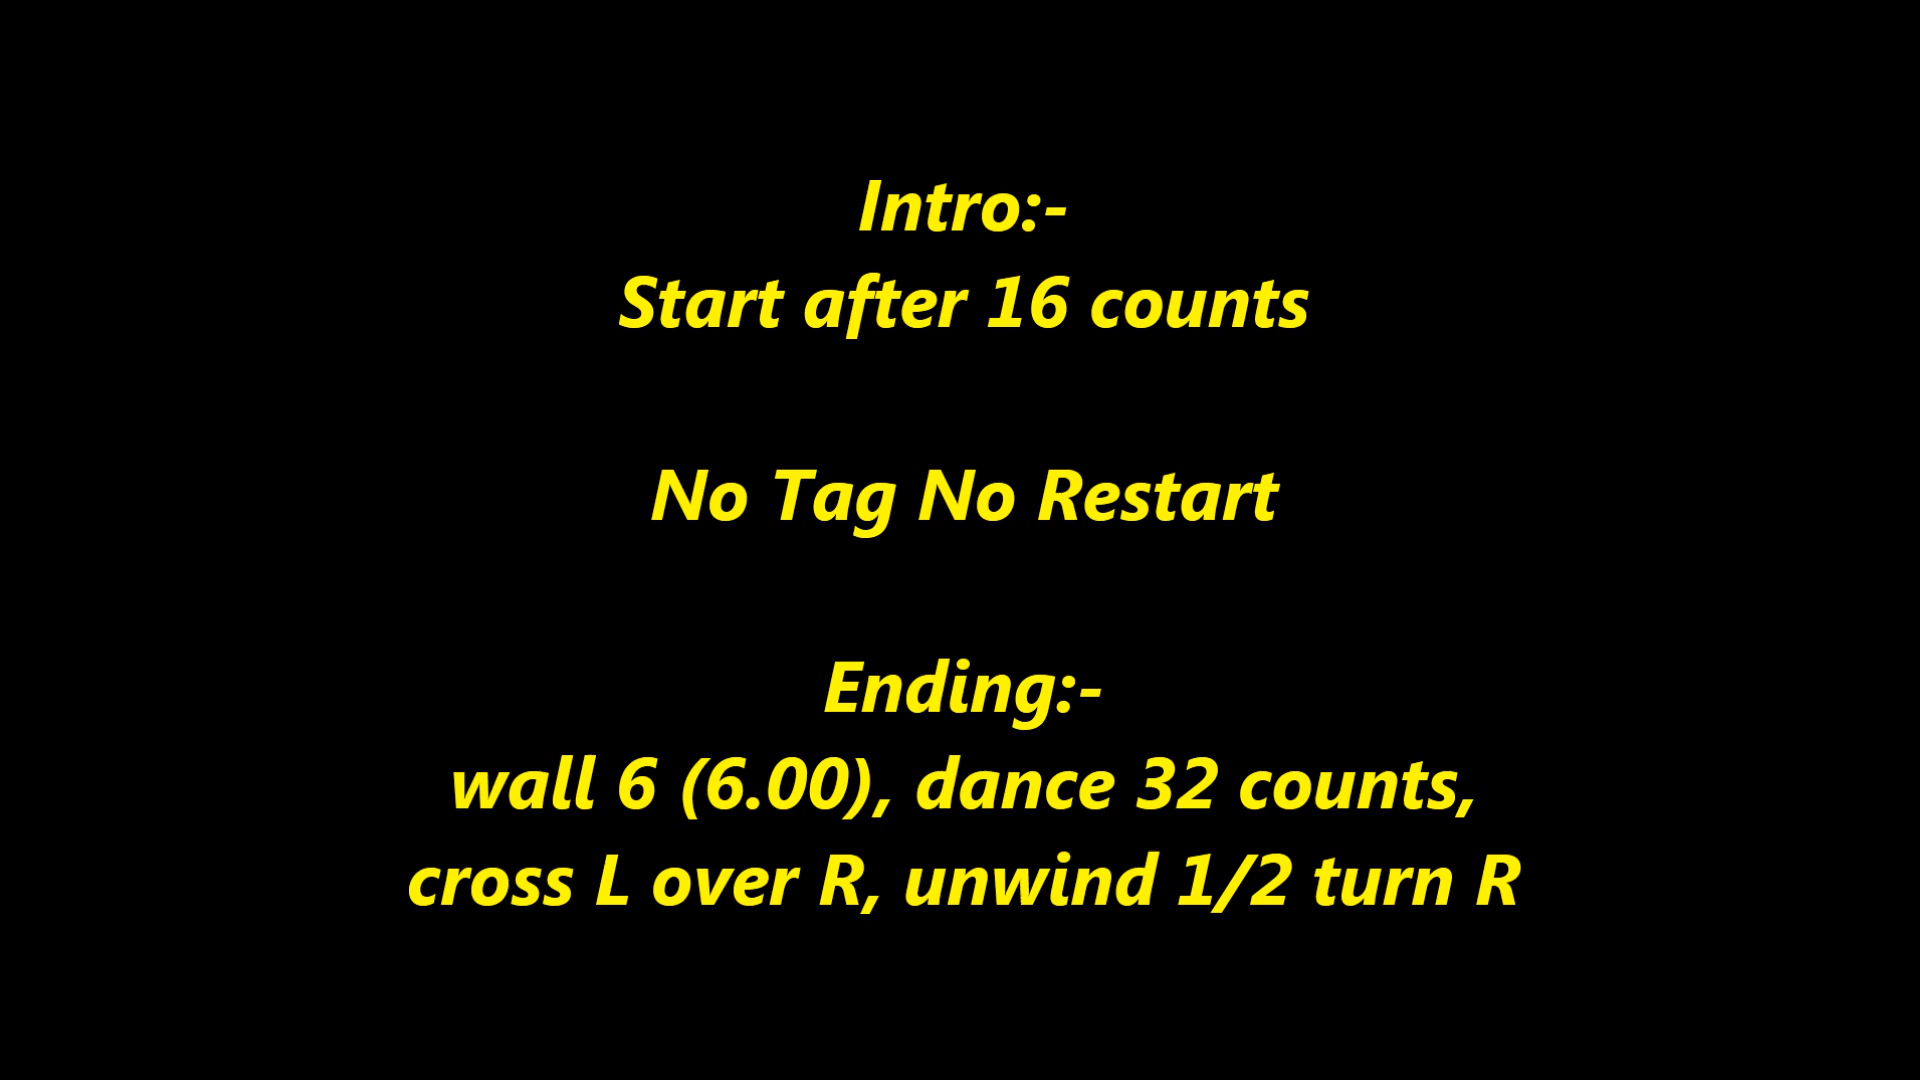 Intro:-
Start after 16 counts
No Tag No Restart
Ending:-
wall 6 (6.00), dance 32 counts,
cross L over R, unwind 1/2 turn R